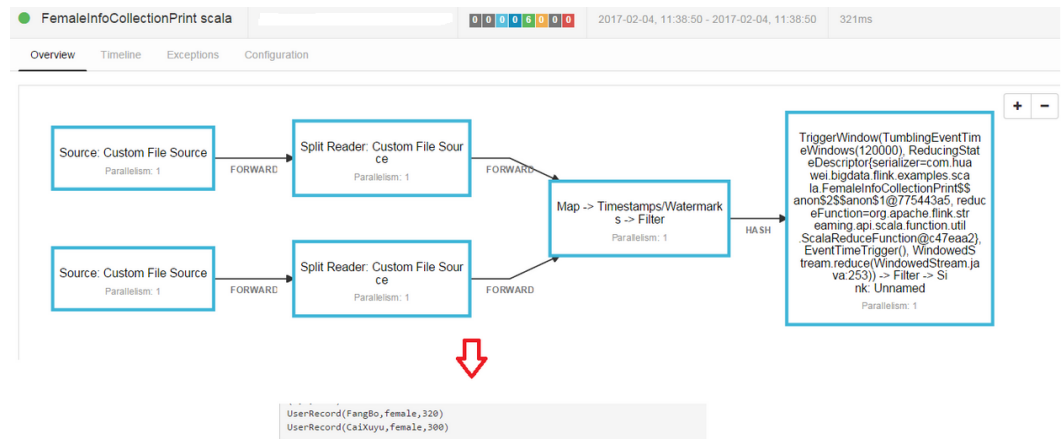 FemaleInfoCollectionPrint scala
0 0 0 0 6 0 0 0
2017-02-04, 11:38:50 - 2017-02-04, 11:38:50
321ms
Overview
Timeline
Exceptions
Configuration
+
−
Source: Custom File Source
Parallelism: 1
FORWARD
Split Reader: Custom File Sour
ce
Parallelism: 1
FORWARD
Source: Custom File Source
Parallelism: 1
FORWARD
Split Reader: Custom File Sour
ce
Parallelism: 1
FORWARD
Map -> Timestamps/Watermark
s -> Filter
Parallelism: 1
HASH
TriggerWindow(TumblingEventTim
eWindows(120000), ReducingStat
eDescriptor{serializer=com.hua
wei.bigdata.flink.examples.sca
la.FemaleInfoCollectionPrint$$
anon$2$$anon$1@775443a5, reduc
eFunction=org.apache.flink.str
eaming.api.scala.function.util
.ScalaReduceFunction@c47eaa2},
EventTimeTrigger(), WindowedS
tream.reduce(WindowedStream.ja
va:253)) -> Filter -> Si
nk: Unnamed
Parallelism: 1
UserRecord(FangBo,female,320)
UserRecord(CaiXuyu,female,300)